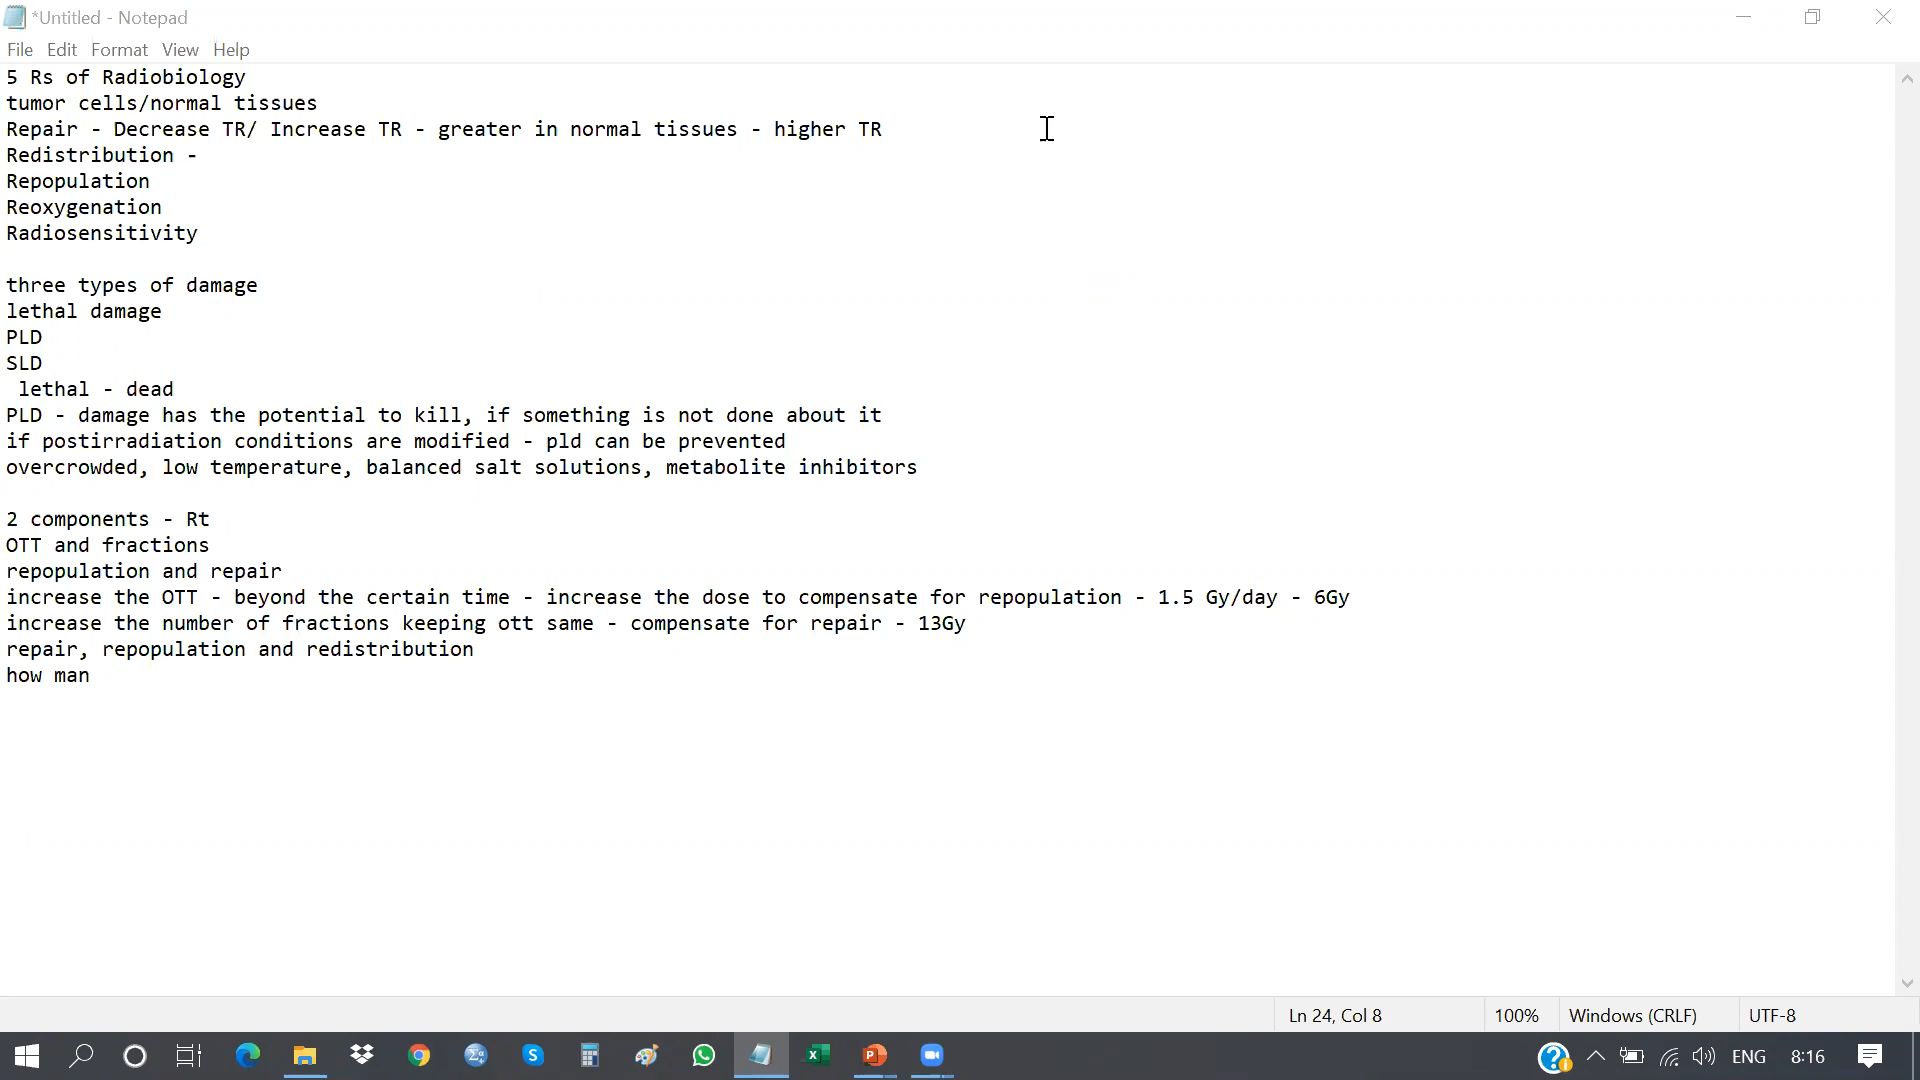 *Untitled - Notepad
File Edit Format View Help
5 Rs of Radiobiology
tumor cells/normal tissues
Repair - Decrease TR/ Increase TR - greater in normal tissues - higher TR
Redistribution -
Repopulation
Reoxygenation
Radiosensitivity
three types of damage
lethal damage
PLD
SLD
lethal - dead
PLD - damage has the potential to kill, if something is not done about it
if postirradiation conditions are modified - pld can be prevented
overcrowded, low temperature, balanced salt solutions, metabolite inhibitors
2 components - Rt
OTT and fractions
repopulation and repair
increase the OTT - beyond the certain time - increase the dose to compensate for repopulation - 1.5 Gy/day - 6Gy
increase the number of fractions keeping ott same - compensate for repair - 13Gy
repair, repopulation and redistribution
how man
Ln 24, Col 8 100% Windows (CRLF) UTF-8
ENG 8:16